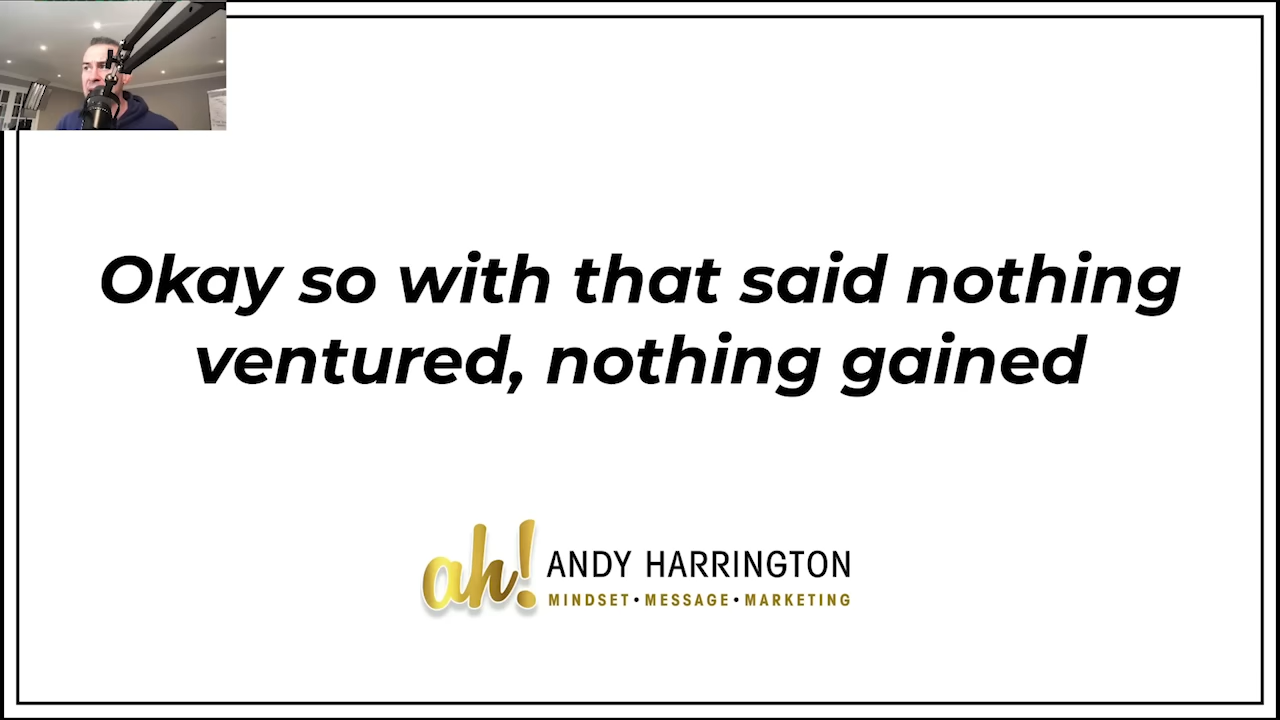 Okay so with that said nothing
ventured, nothing gained
ah! ANDY HARRINGTON
MINDSET • MESSAGE • MARKETING